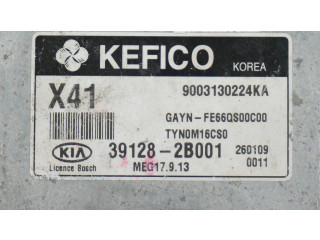 KEFICO KOREA
X41 9003130224KA
GAYN-FE66QS00C00
TYN0M16CS0
KIA 39128-2B001 260109
Licence Bosch MEG17.9.13 0011